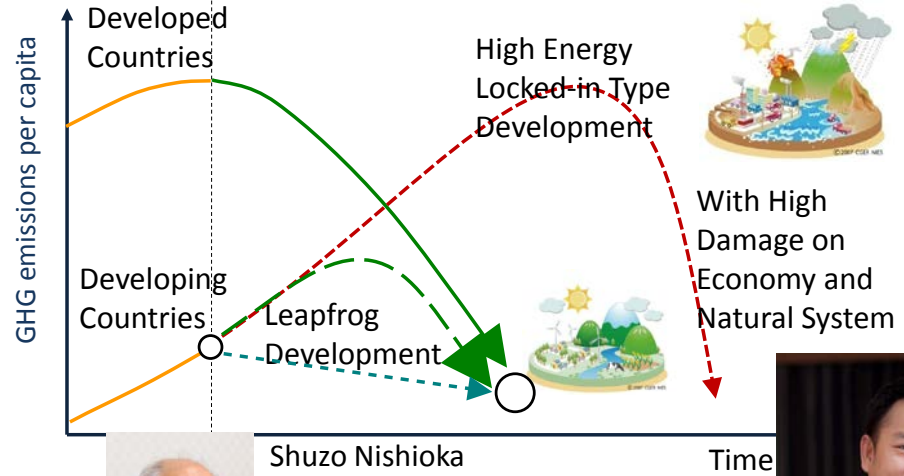 Developed
Countries
High Energy
Locked-in Type
Development
GHG emissions per capita
With High
Damage on
Economy and
Natural System
Developing
Countries
Leapfrog
Development
Shuzo Nishioka
Time